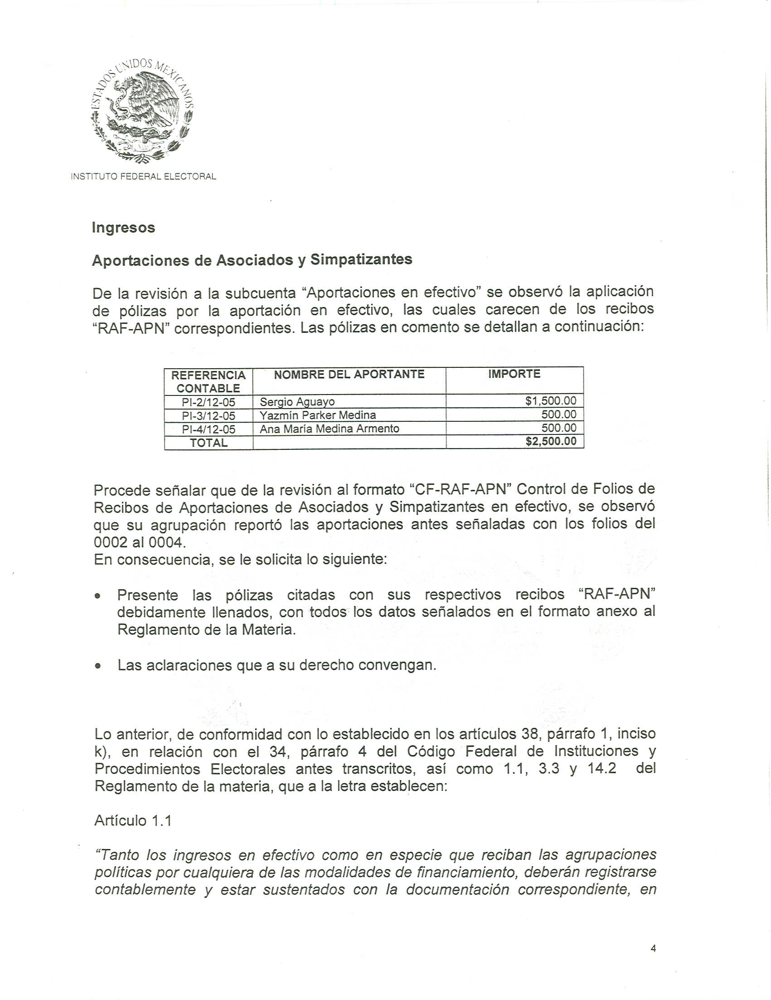 ESTADOS UNIDOS MEXICANOS
INSTITUTO FEDERAL ELECTORAL
Ingresos
Aportaciones de Asociados y Simpatizantes
De la revisión a la subcuenta “Aportaciones en efectivo” se observó la aplicación
de pólizas por la aportación en efectivo, las cuales carecen de los recibos
“RAF-APN” correspondientes. Las pólizas en comento se detallan a continuación:
REFERENCIA CONTABLE NOMBRE DEL APORTANTE IMPORTE
PI-2/12-05 Sergio Aguayo $1,500.00
PI-3/12-05 Yazmín Parker Medina 500.00
PI-4/12-05 Ana María Medina Armento 500.00
TOTAL $2,500.00
Procede señalar que de la revisión al formato “CF-RAF-APN” Control de Folios de
Recibos de Aportaciones de Asociados y Simpatizantes en efectivo, se observó
que su agrupación reportó las aportaciones antes señaladas con los folios del
0002 al 0004.
En consecuencia, se le solicita lo siguiente:
• Presente las pólizas citadas con sus respectivos recibos “RAF-APN”
debidamente llenados, con todos los datos señalados en el formato anexo al
Reglamento de la Materia.
• Las aclaraciones que a su derecho convengan.
Lo anterior, de conformidad con lo establecido en los artículos 38, párrafo 1, inciso
k), en relación con el 34, párrafo 4 del Código Federal de Instituciones y
Procedimientos Electorales antes transcritos, así como 1.1, 3.3 y 14.2 del
Reglamento de la materia, que a la letra establecen:
Artículo 1.1
“Tanto los ingresos en efectivo como en especie que reciban las agrupaciones
políticas por cualquiera de las modalidades de financiamiento, deberán registrarse
contablemente y estar sustentados con la documentación correspondiente, en
4